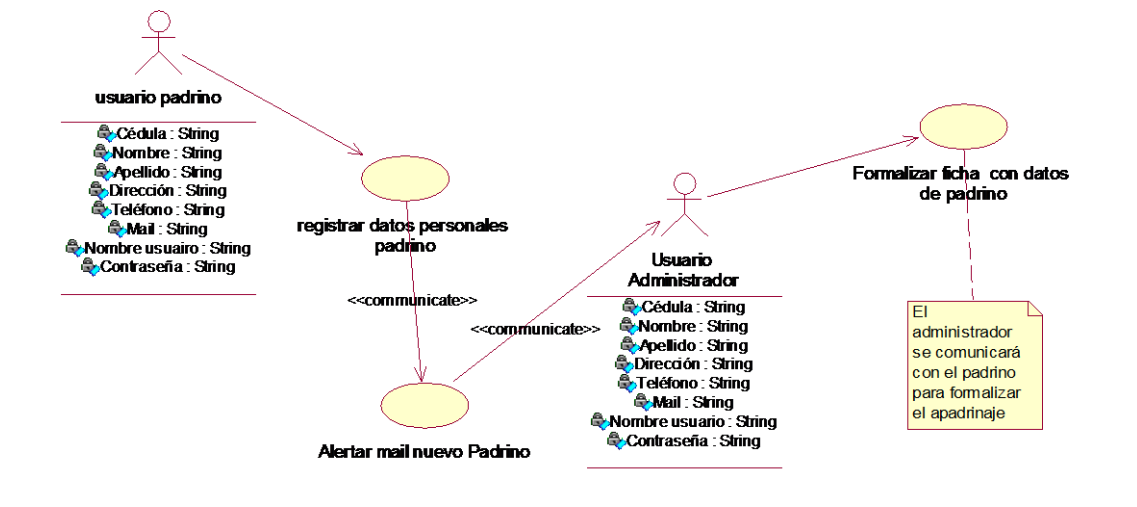 usuario padrino
Cédula : String
Nombre : String
Apellido : String
Dirección : String
Teléfono : String
Mail : String
Nombre usuairo : String
Contraseña : String
registrar datos personales
padrino
<<communicate>>
Alertar mail nuevo Padrino
<<communicate>>
Usuario
Administrador
Cédula : String
Nombre : String
Apellido : String
Dirección : String
Teléfono : String
Mail : String
Nombre usuario : String
Contraseña : String
Formalizar ficha con datos
de padrino
El
administrador
se comunicará
con el padrino
para formalizar
el apadrinaje